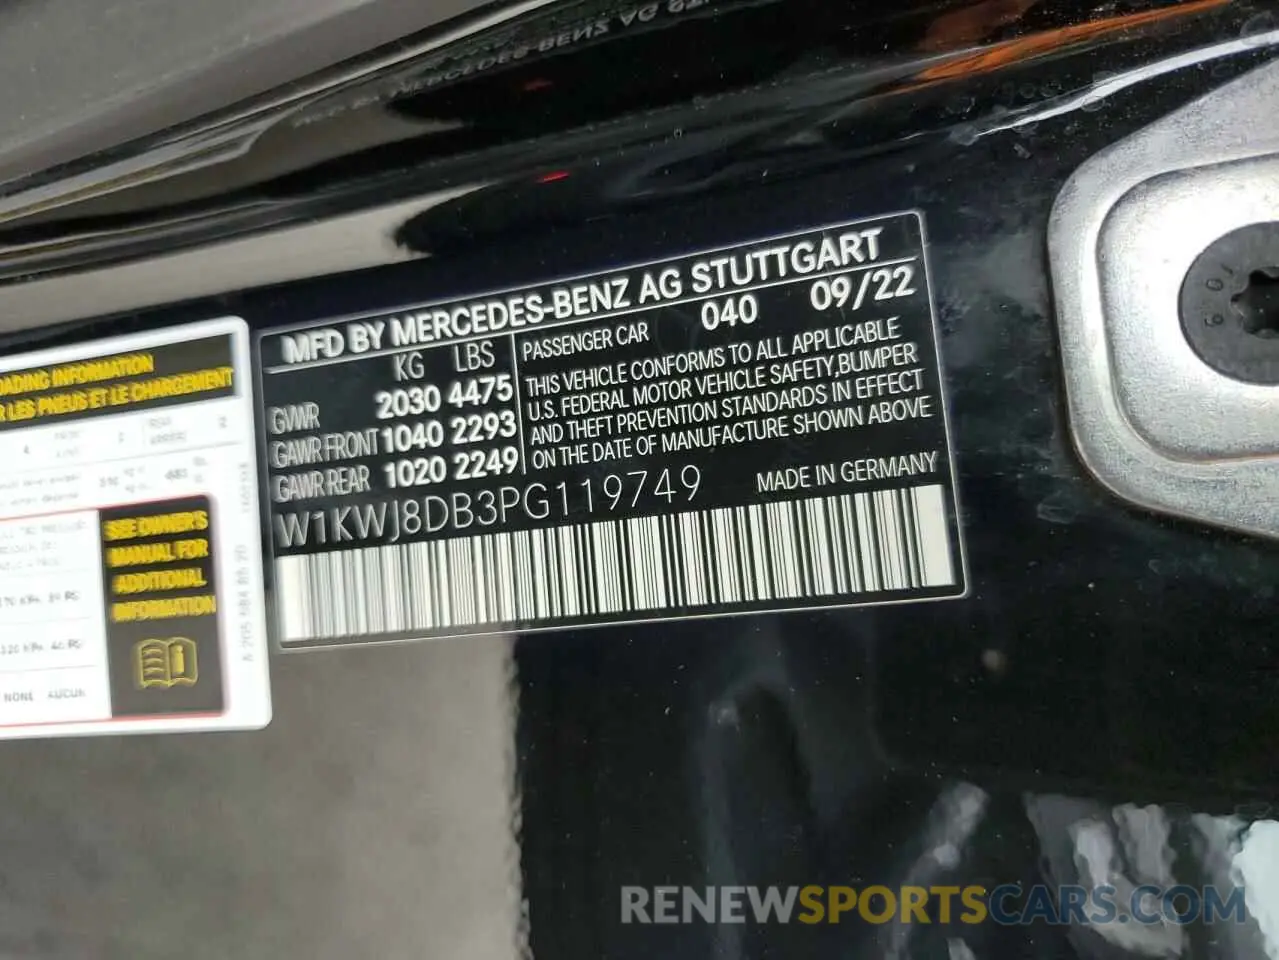 MFD BY MERCEDES-BENZ AG STUTTGART
KG LBS
GVWR 2030 4475
GAWR FRONT 1040 2293
GAWR REAR 1020 2249
PASSENGER CAR 040 09/22
THIS VEHICLE CONFORMS TO ALL APPLICABLE
U.S. FEDERAL MOTOR VEHICLE SAFETY,BUMPER
AND THEFT PREVENTION STANDARDS IN EFFECT
ON THE DATE OF MANUFACTURE SHOWN ABOVE
W1KWJ8DB3PG119749 MADE IN GERMANY
OADING INFORMATION
R LES PNEUS ET LE CHARGEMENT
SEE OWNER'S
MANUAL FOR
ADDITIONAL
INFORMATION
NONE AUCUN
RENEWSPORTSCARS.COM